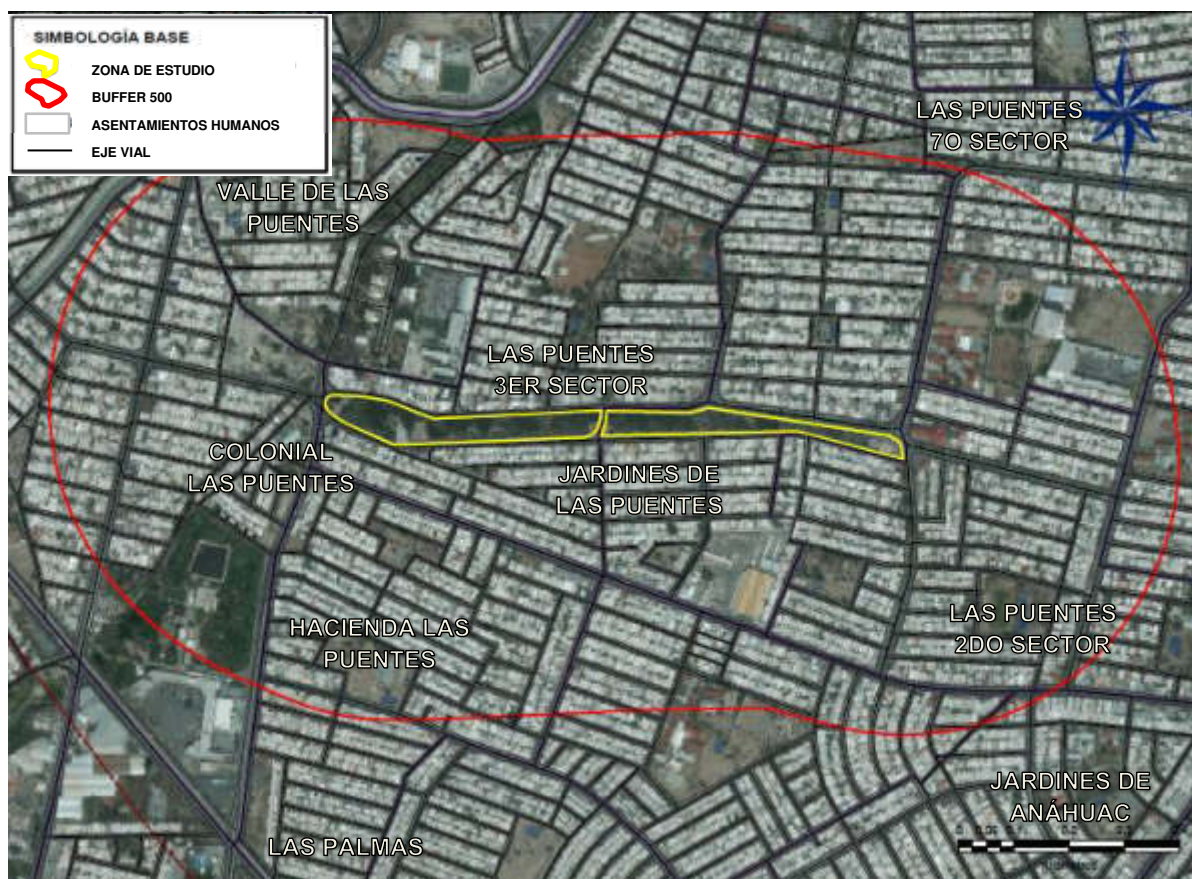 SIMBOLOGÍA BASE
ZONA DE ESTUDIO
BUFFER 500
ASENTAMIENTOS HUMANOS
EJE VIAL
LAS PUENTES
7O SECTOR
VALLE DE LAS
PUENTES
LAS PUENTES
3ER SECTOR
COLONIAL
LAS PUENTES
JARDINES DE
LAS PUENTES
HACIENDA LAS
PUENTES
LAS PUENTES
2DO SECTOR
JARDINES DE
ANÁHUAC
LAS PALMAS